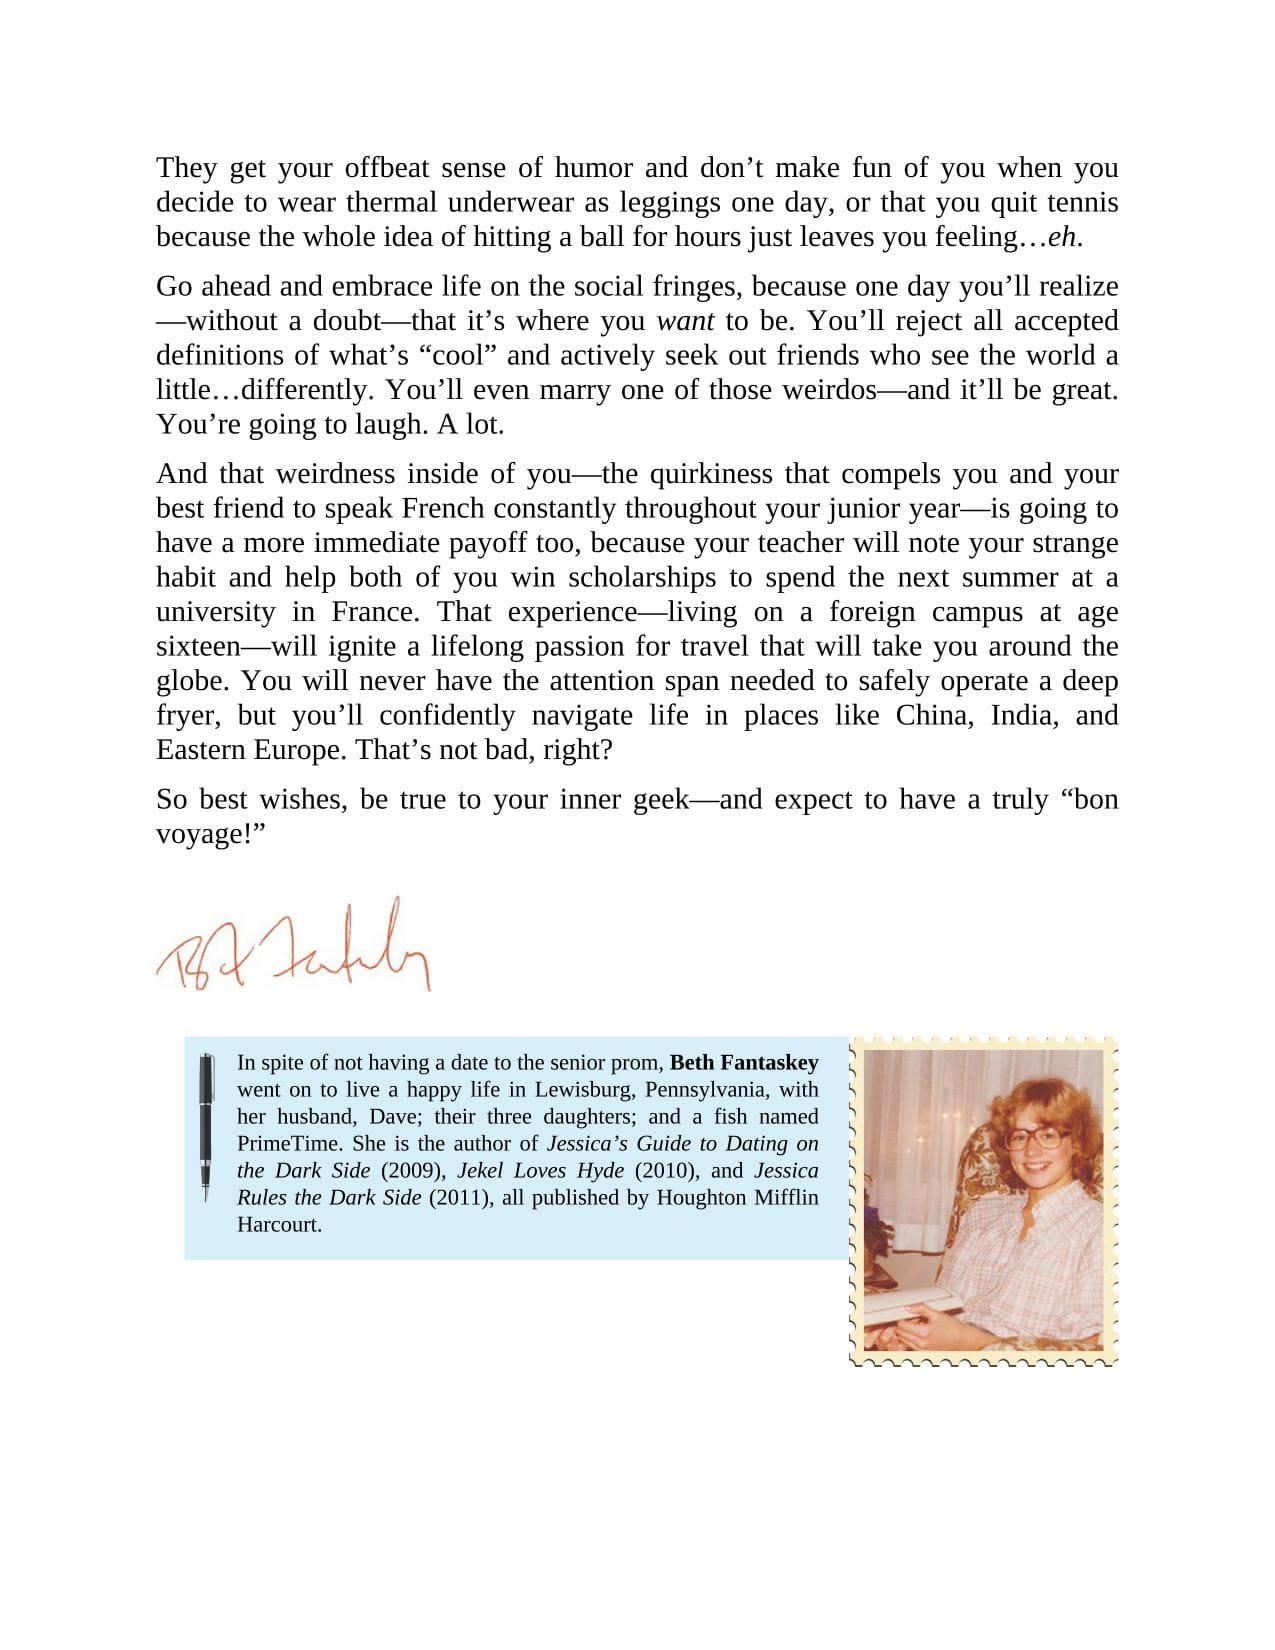 They get your offbeat sense of humor and don’t make fun of you when you
decide to wear thermal underwear as leggings one day, or that you quit tennis
because the whole idea of hitting a ball for hours just leaves you feeling…eh.
Go ahead and embrace life on the social fringes, because one day you’ll realize
—without a doubt—that it’s where you want to be. You’ll reject all accepted
definitions of what’s “cool” and actively seek out friends who see the world a
little…differently. You’ll even marry one of those weirdos—and it’ll be great.
You’re going to laugh. A lot.
And that weirdness inside of you—the quirkiness that compels you and your
best friend to speak French constantly throughout your junior year—is going to
have a more immediate payoff too, because your teacher will note your strange
habit and help both of you win scholarships to spend the next summer at a
university in France. That experience—living on a foreign campus at age
sixteen—will ignite a lifelong passion for travel that will take you around the
globe. You will never have the attention span needed to safely operate a deep
fryer, but you’ll confidently navigate life in places like China, India, and
Eastern Europe. That’s not bad, right?
So best wishes, be true to your inner geek—and expect to have a truly “bon
voyage!”
Beth Fantaskey
In spite of not having a date to the senior prom, Beth Fantaskey
went on to live a happy life in Lewisburg, Pennsylvania, with
her husband, Dave; their three daughters; and a fish named
PrimeTime. She is the author of Jessica’s Guide to Dating on
the Dark Side (2009), Jekel Loves Hyde (2010), and Jessica
Rules the Dark Side (2011), all published by Houghton Mifflin
Harcourt.